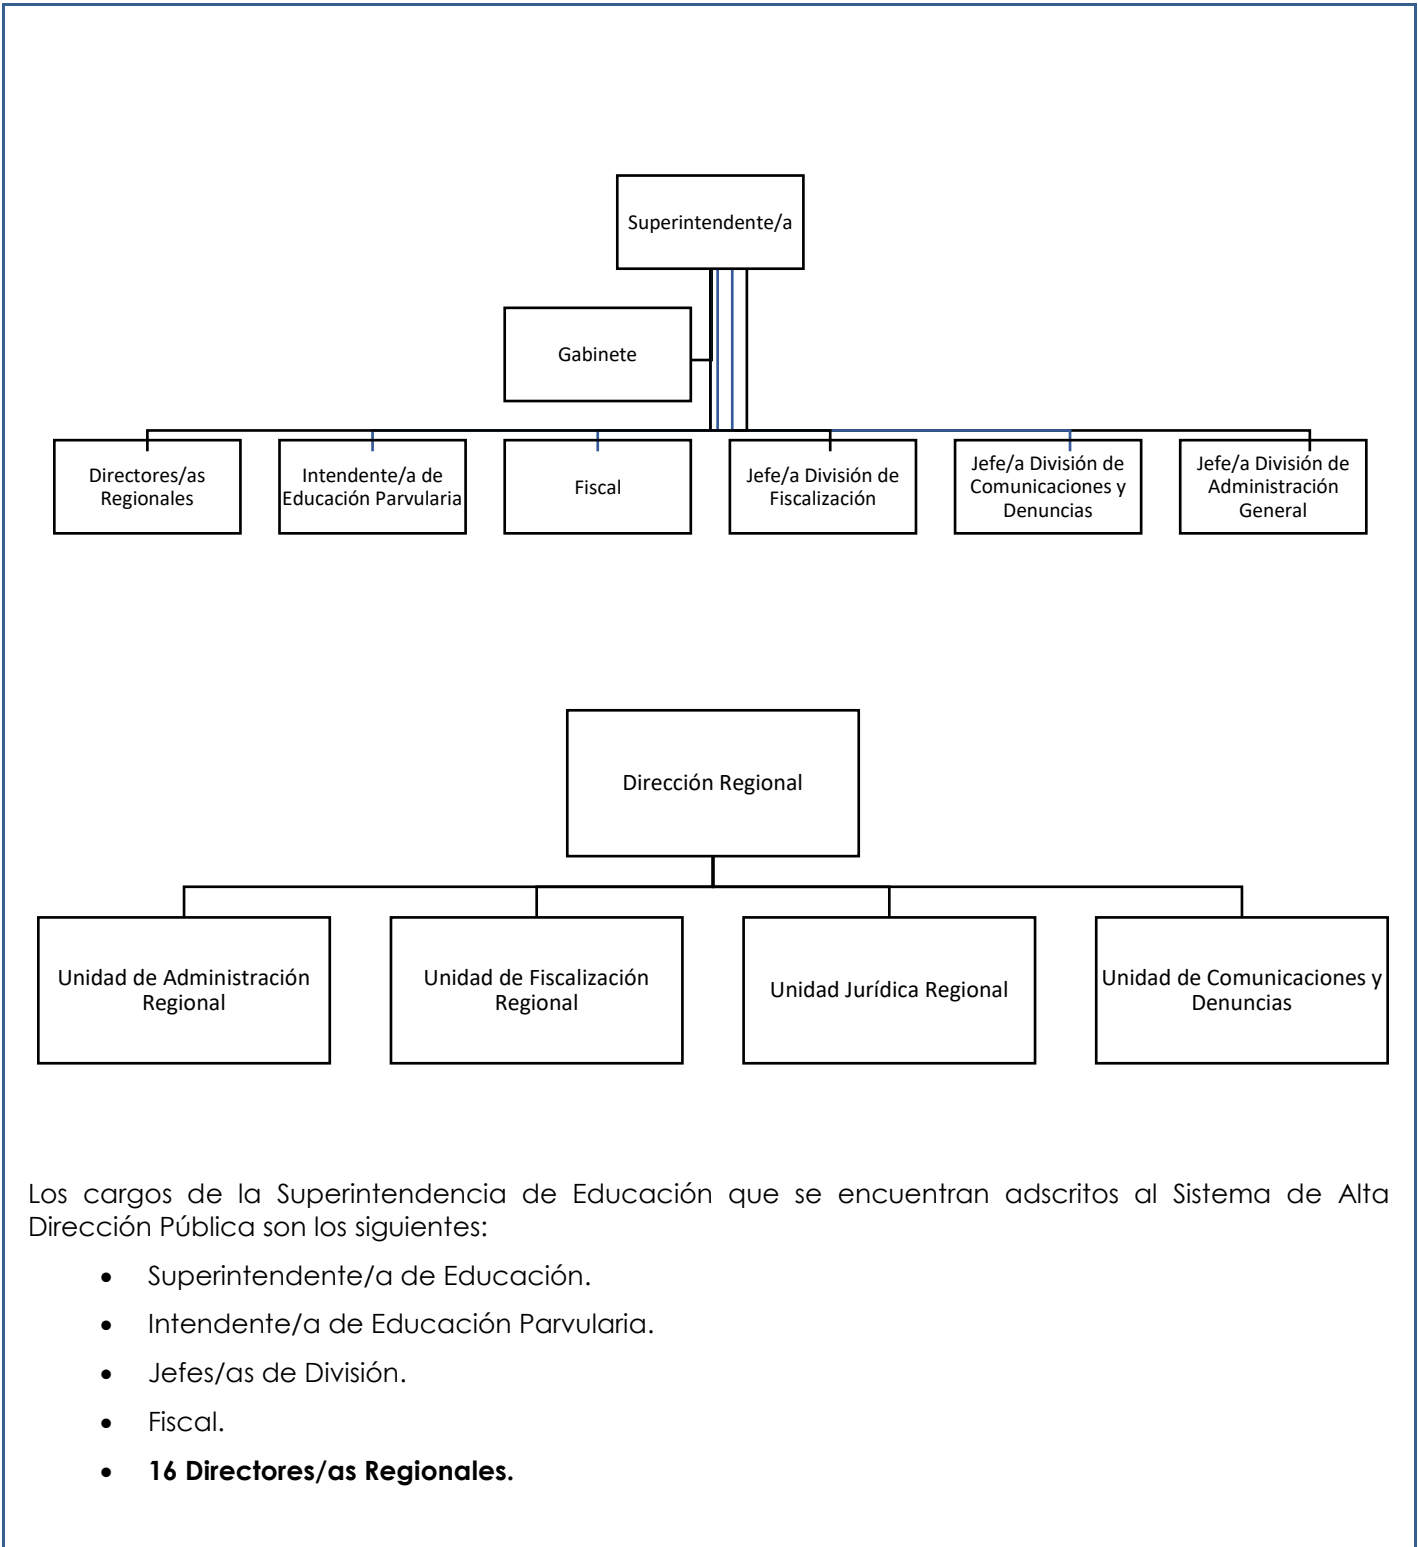 Superintendente/a
Gabinete
Directores/as
Regionales
Intendente/a de
Educación Parvularia
Fiscal
Jefe/a División de
Fiscalización
Jefe/a División de
Comunicaciones y
Denuncias
Jefe/a División de
Administración
General
Dirección Regional
Unidad de Administración
Regional
Unidad de Fiscalización
Regional
Unidad Jurídica Regional
Unidad de Comunicaciones y
Denuncias
Los cargos de la Superintendencia de Educación que se encuentran adscritos al Sistema de Alta
Dirección Pública son los siguientes:
• Superintendente/a de Educación.
• Intendente/a de Educación Parvularia.
• Jefes/as de División.
• Fiscal.
• 16 Directores/as Regionales.